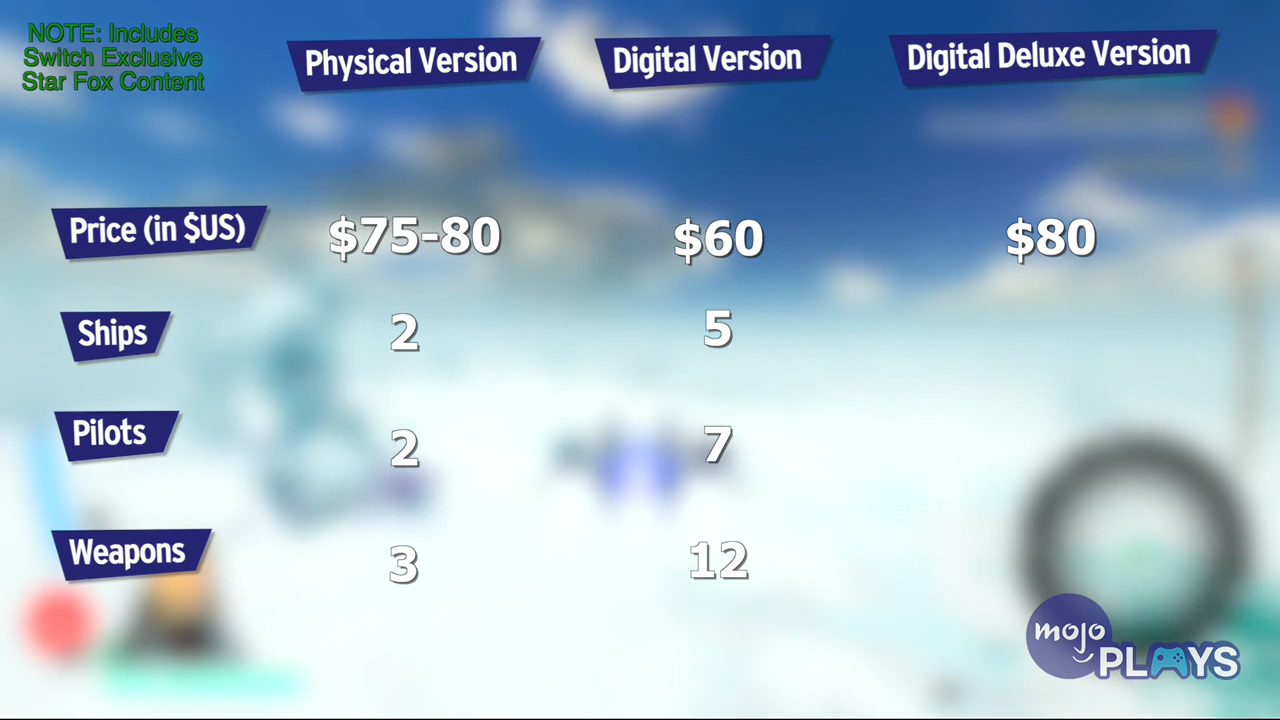 NOTE: Includes
Switch Exclusive
Star Fox Content
Physical Version
Digital Version
Digital Deluxe Version
Price (in $US)
$75-80
$60
$80
Ships
2
5
Pilots
2
7
Weapons
3
12
mojo
PLAYS